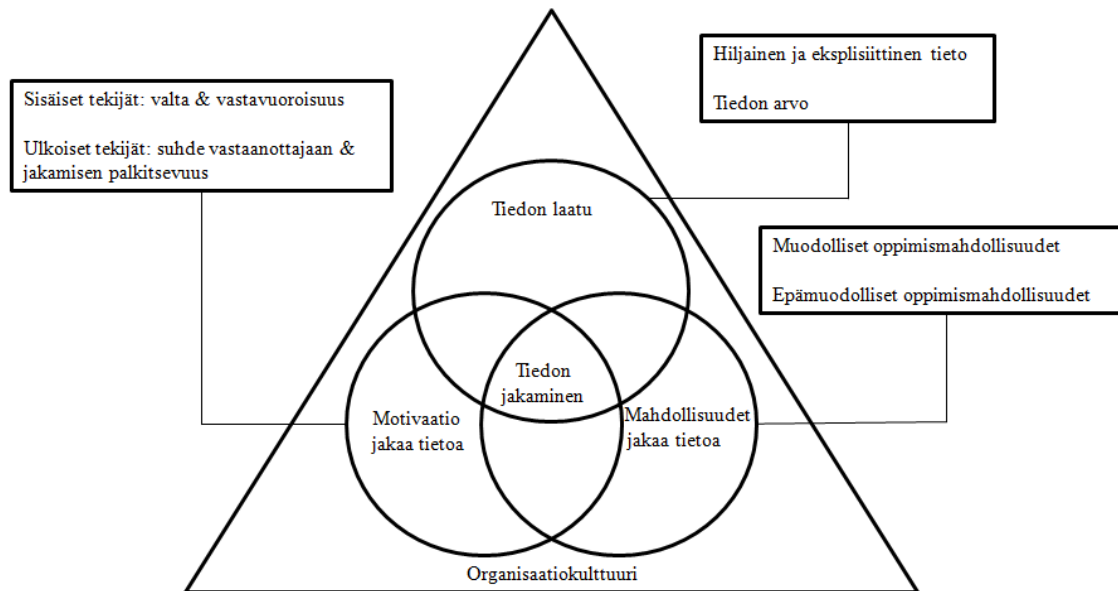 Sisäiset tekijät: valta & vastavuoroisuus
Ulkoiset tekijät: suhde vastaanottajaan &
jakamisen palkitsevuus
Hiljainen ja eksplisiittinen tieto
Tiedon arvo
Tiedon laatu
Muodolliset oppimismahdollisuudet
Epämuodolliset oppimismahdollisuudet
Tiedon
jakaminen
Motivaatio
jakaa tietoa
Mahdollisuudet
jakaa tietoa
Organisaatiokulttuuri